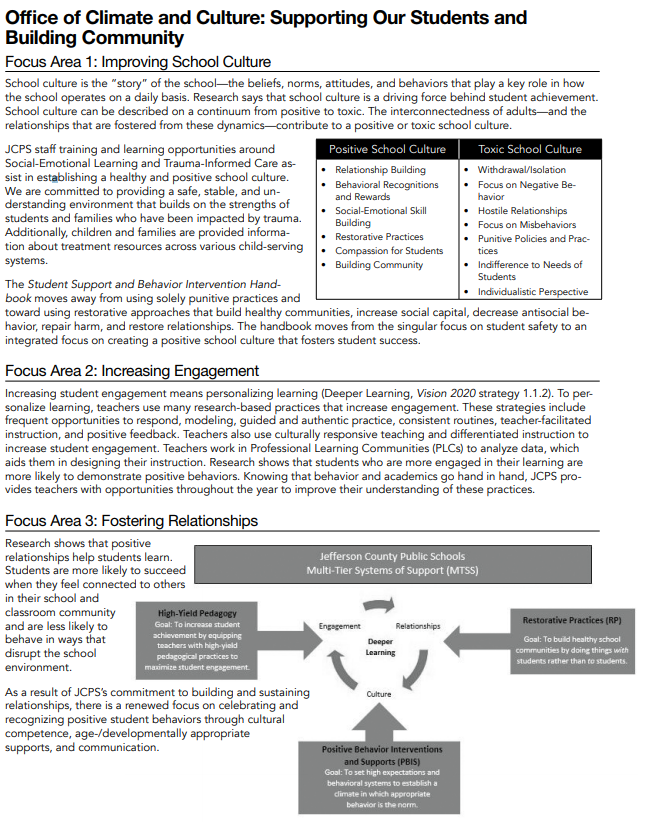 Office of Climate and Culture: Supporting Our Students and
Building Community
Focus Area 1: Improving School Culture
School culture is the “story” of the school—the beliefs, norms, attitudes, and behaviors that play a key role in how
the school operates on a daily basis. Research says that school culture is a driving force behind student achievement.
School culture can be described on a continuum from positive to toxic. The interconnectedness of adults—and the
relationships that are fostered from these dynamics—contribute to a positive or toxic school culture.
JCPS staff training and learning opportunities around
Social-Emotional Learning and Trauma-Informed Care as-
sist in establishing a healthy and positive school culture.
We are committed to providing a safe, stable, and un-
derstanding environment that builds on the strengths of
students and families who have been impacted by trauma.
Additionally, children and families are provided informa-
tion about treatment resources across various child-serving
systems.
Positive School Culture
• Relationship Building
• Behavioral Recognitions
and Rewards
• Social-Emotional Skill
Building
• Restorative Practices
• Compassion for Students
• Building Community
Toxic School Culture
• Withdrawal/Isolation
• Focus on Negative Be-
havior
• Hostile Relationships
• Focus on Misbehaviors
• Punitive Policies and Prac-
tices
• Indifference to Needs of
Students
• Individualistic Perspective
The Student Support and Behavior Intervention Hand-
book moves away from using solely punitive practices and
toward using restorative approaches that build healthy communities, increase social capital, decrease antisocial be-
havior, repair harm, and restore relationships. The handbook moves from the singular focus on student safety to an
integrated focus on creating a positive school culture that fosters student success.
Focus Area 2: Increasing Engagement
Increasing student engagement means personalizing learning (Deeper Learning, Vision 2020 strategy 1.1.2). To per-
sonalize learning, teachers use many research-based practices that increase engagement. These strategies include
frequent opportunities to respond, modeling, guided and authentic practice, consistent routines, teacher-facilitated
instruction, and positive feedback. Teachers also use culturally responsive teaching and differentiated instruction to
increase student engagement. Teachers work in Professional Learning Communities (PLCs) to analyze data, which
aids them in designing their instruction. Research shows that students who are more engaged in their learning are
more likely to demonstrate positive behaviors. Knowing that behavior and academics go hand in hand, JCPS pro-
vides teachers with opportunities throughout the year to improve their understanding of these practices.
Focus Area 3: Fostering Relationships
Research shows that positive
relationships help students learn.
Students are more likely to succeed
when they feel connected to others
in their school and
classroom community
and are less likely to
behave in ways that
disrupt the school
environment.
As a result of JCPS’s commitment to building and sustaining
relationships, there is a renewed focus on celebrating and
recognizing positive student behaviors through cultural
competence, age-/developmentally appropriate
supports, and communication.
Jefferson County Public Schools
Multi-Tier Systems of Support (MTSS)
High-Yield Pedagogy
Goal: To increase student
achievement by equipping
teachers with high-yield
pedagogical practices to
maximize student engagement.
Engagement
Relationships
Deeper
Learning
Culture
Restorative Practices (RP)
Goal: To build healthy school
communities by doing things with
students rather than to students.
Positive Behavior Interventions
and Supports (PBIS)
Goal: To set high expectations and
behavioral systems to establish a
climate in which appropriate
behavior is the norm.